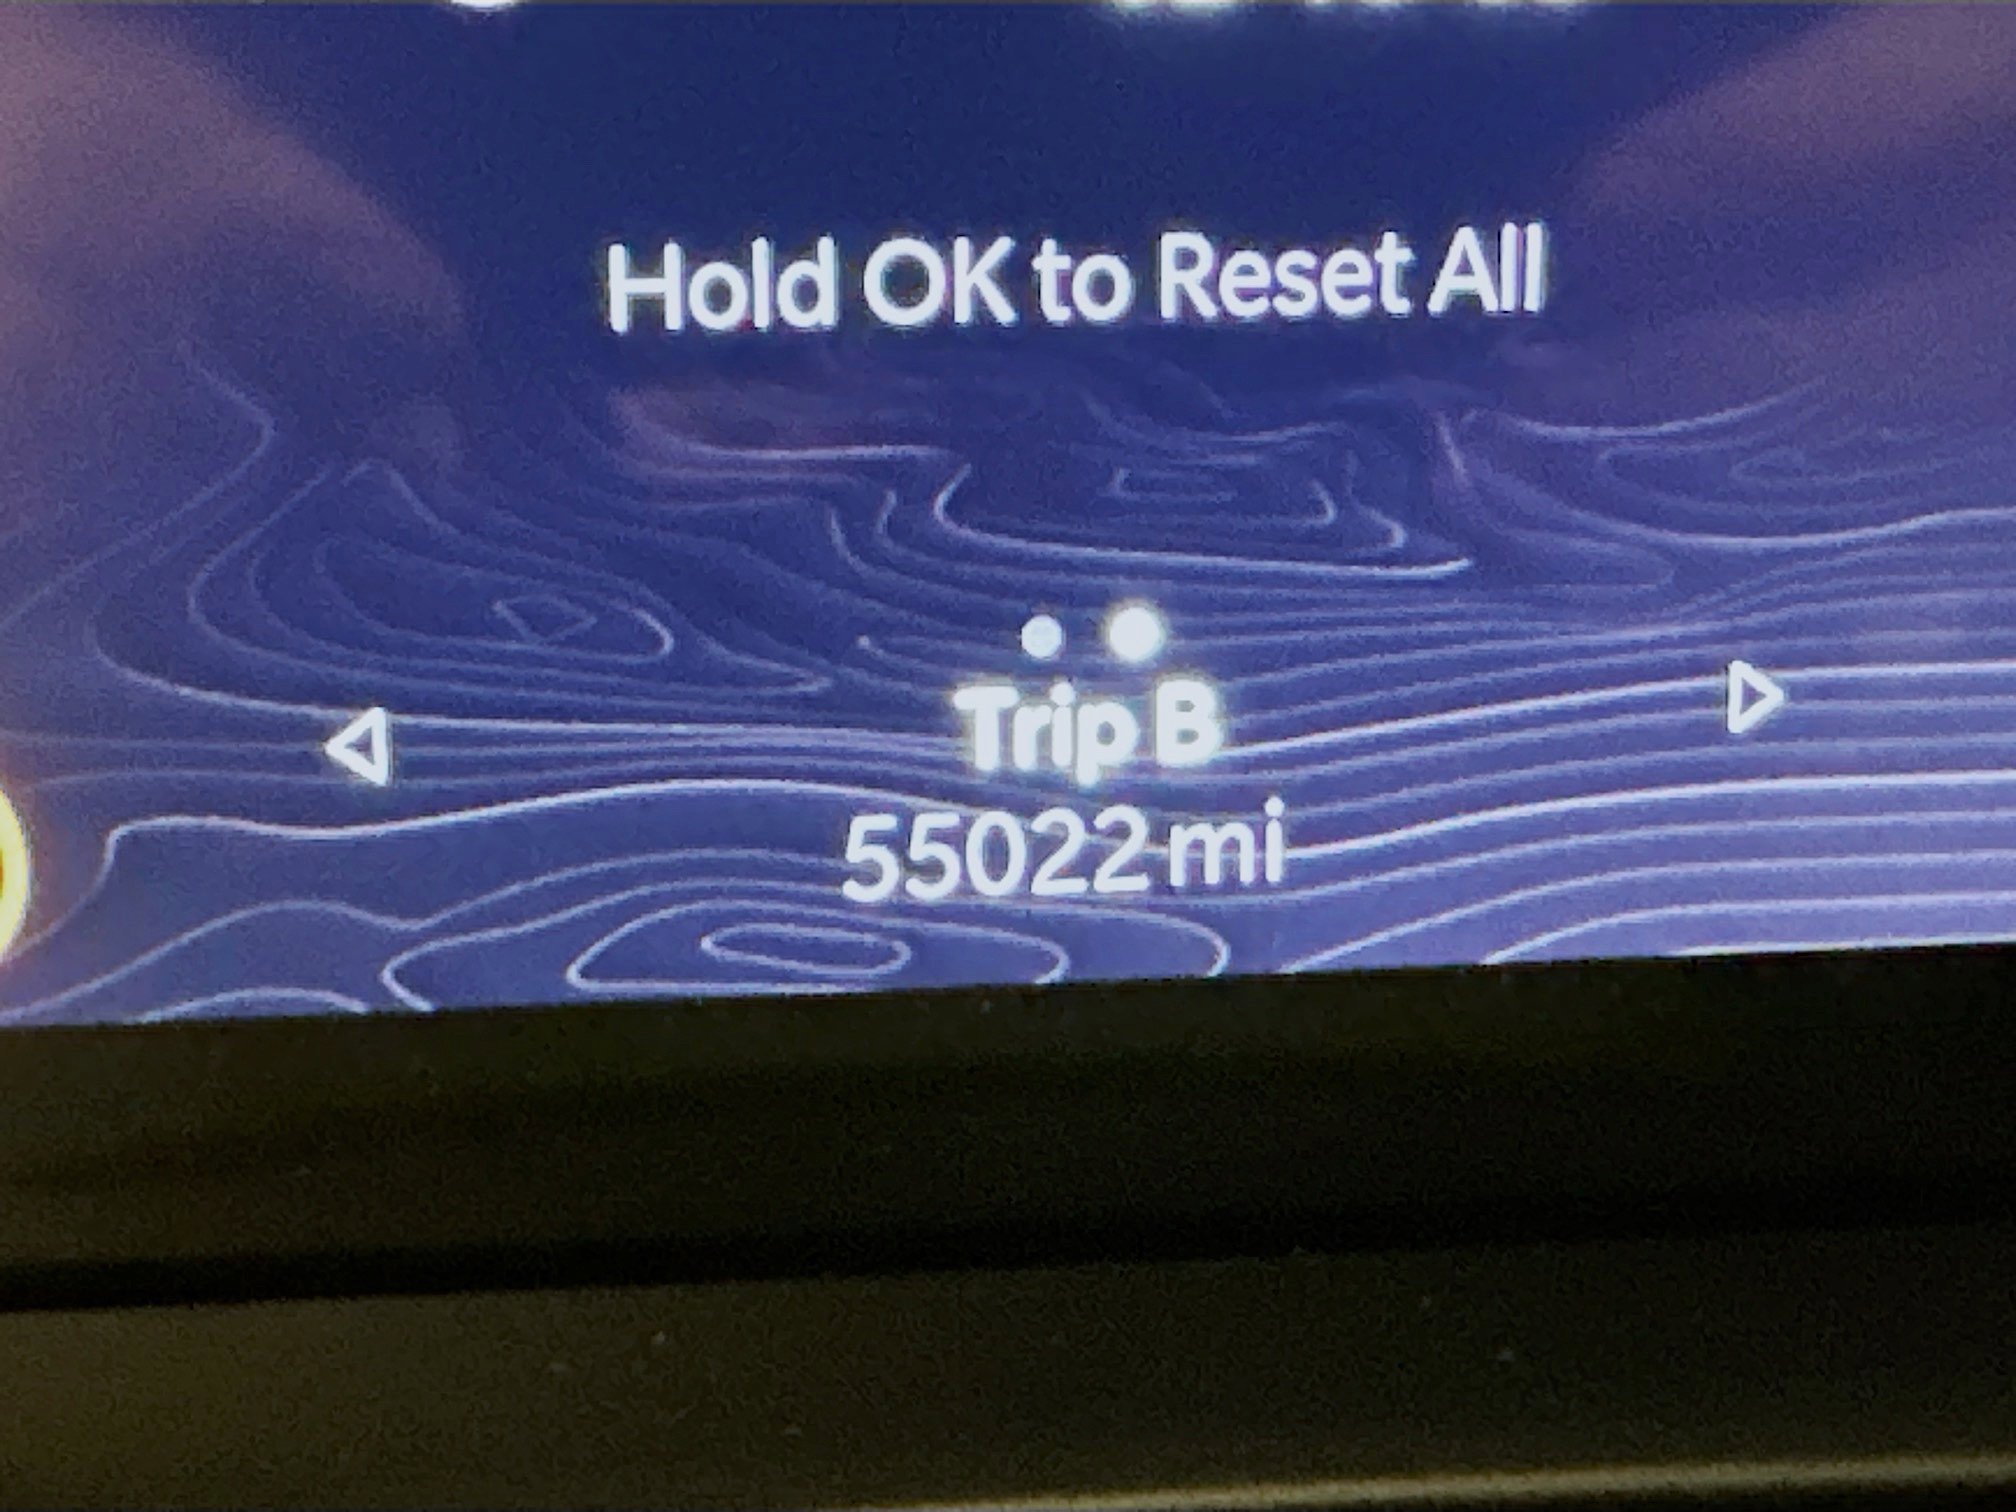 Hold OK to Reset All
Trip B
55022 mi